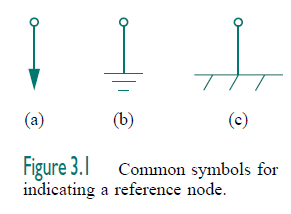 (a) (b) (c)
Figure 3.1 Common symbols for
indicating a reference node.